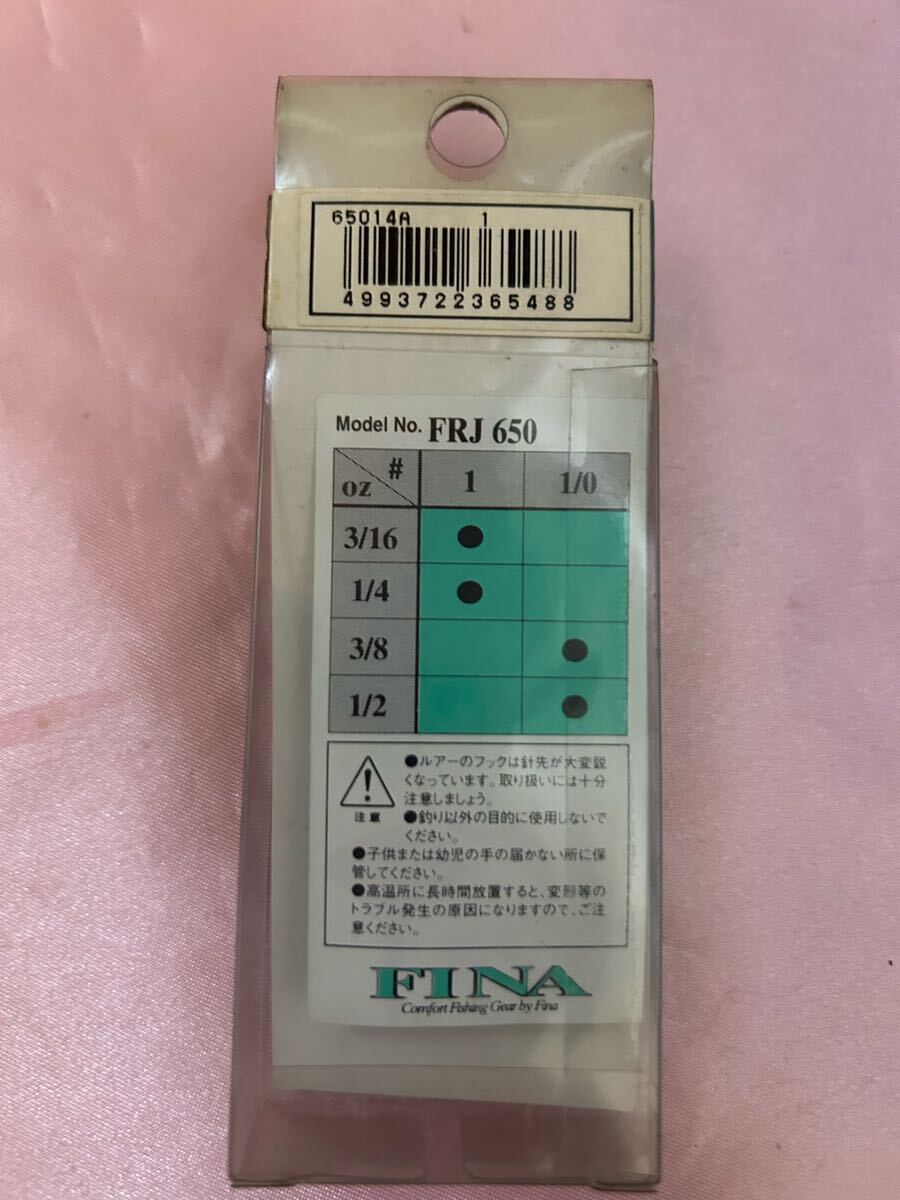 65014A 1
4993722365488
Model No. FRJ 650
oz # 1 1/0
3/16 ●
1/4 ●
3/8 ●
1/2 ●
●ルアーのフックは針先が大変鋭
くなっています。取り扱いには十分
注意しましょう。
注意 ●釣り以外の目的に使用しないで
ください。
●子供または幼児の手の届かない所に保
管してください。
●高温所に長時間放置すると、変形等の
トラブル発生の原因になりますので、ご注
意ください。
FINA
Comfort Fishing Gear by Fina